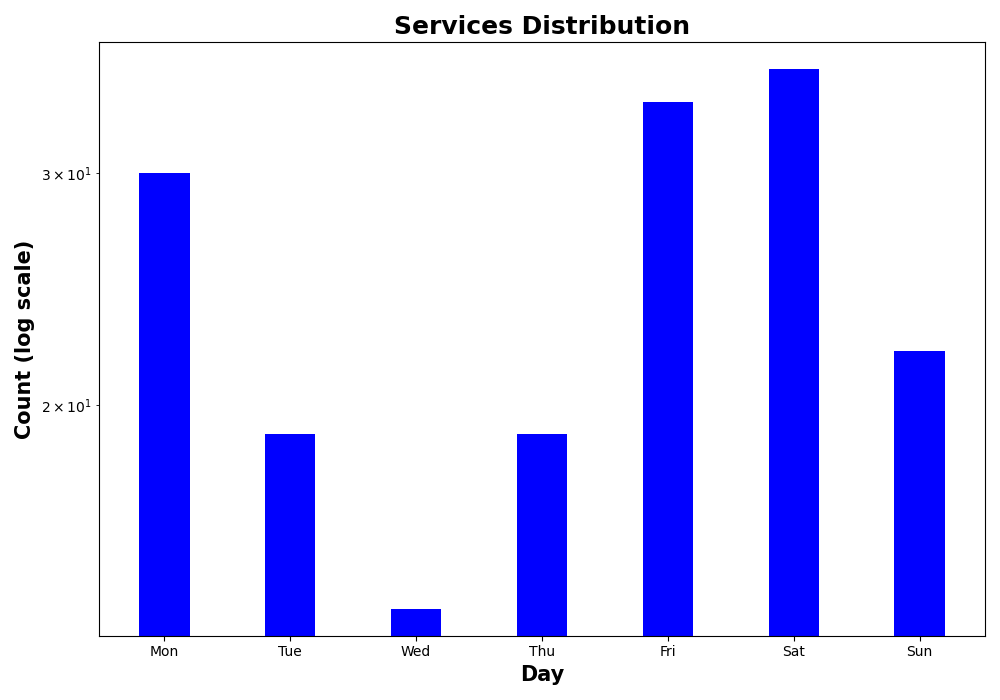 Services Distribution
Count (log scale)
3 × 10¹
2 × 10¹
Mon Tue Wed Thu Fri Sat Sun
Day